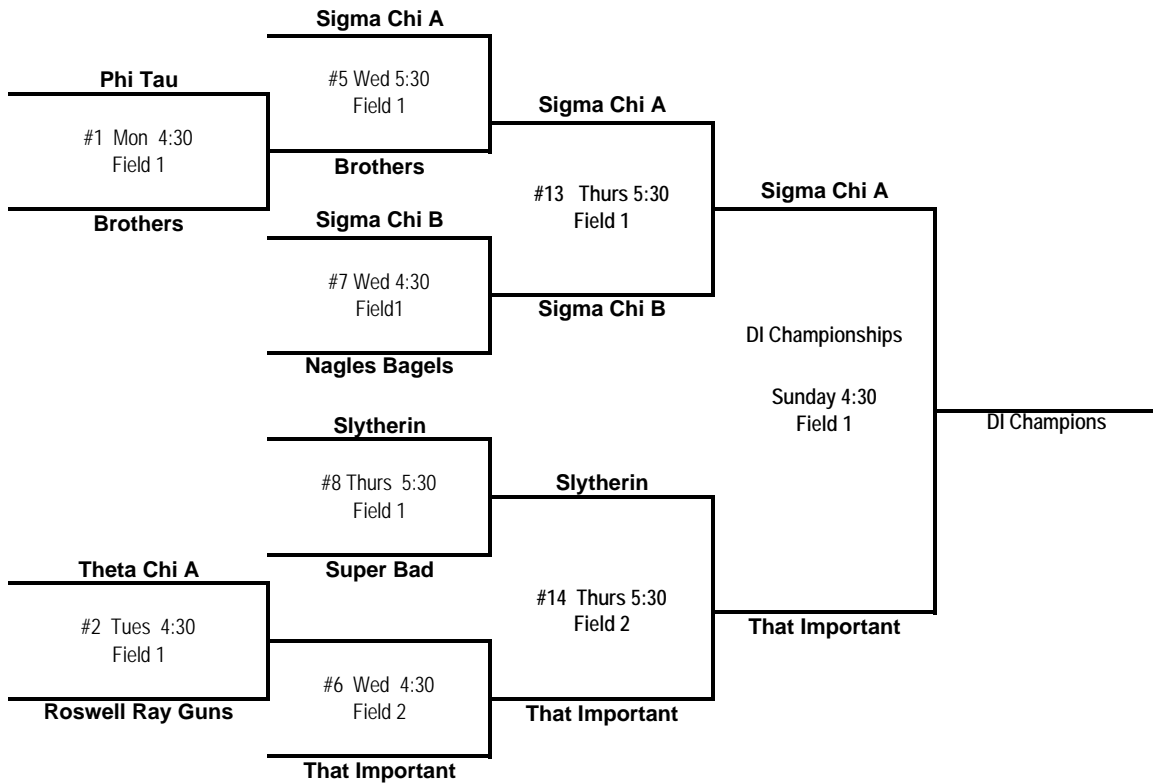 Sigma Chi A
Phi Tau
#5 Wed 5:30
Field 1
Sigma Chi A
#1 Mon 4:30
Field 1
Brothers
Brothers
#13 Thurs 5:30
Field 1
Sigma Chi A
Sigma Chi B
#7 Wed 4:30
Field1
Sigma Chi B
Nagles Bagels
DI Championships
Sunday 4:30
Field 1
DI Champions
Slytherin
#8 Thurs 5:30
Field 1
Slytherin
Super Bad
Theta Chi A
#2 Tues 4:30
Field 1
#14 Thurs 5:30
Field 2
That Important
Roswell Ray Guns
#6 Wed 4:30
Field 2
That Important
That Important